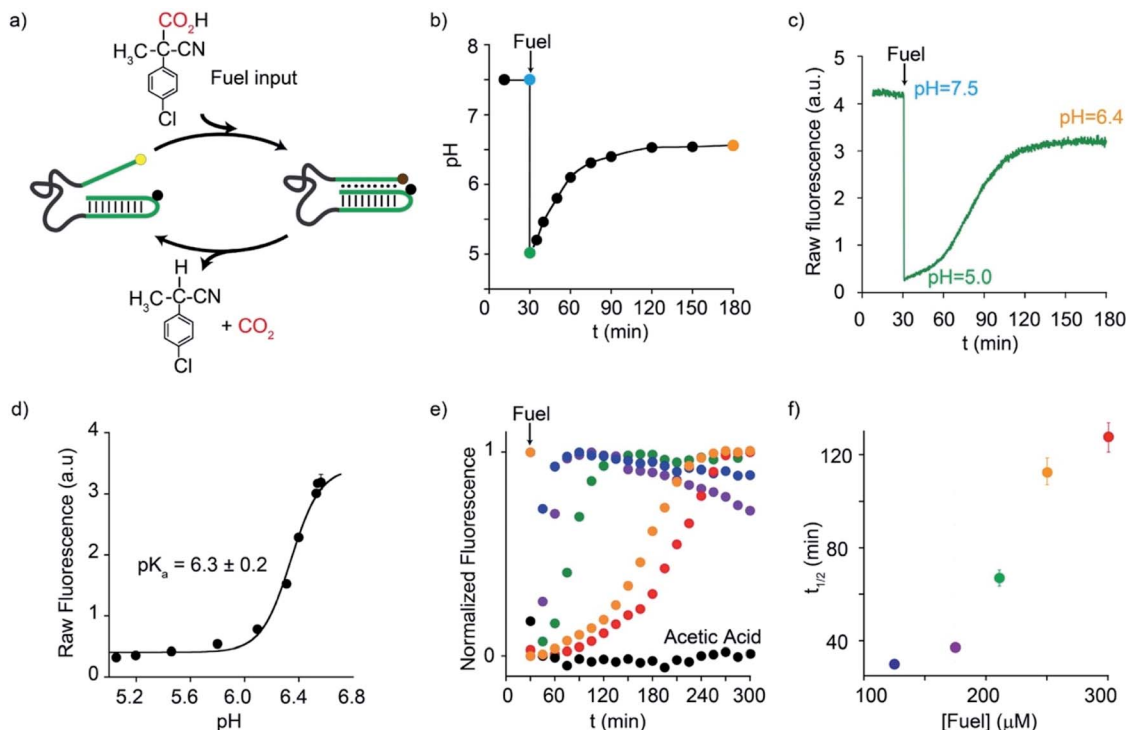 a)
CO2H
H3C-C-CN
Cl
Fuel input
H
H3C-C-CN
+ CO2
Cl
b)
Fuel
8
7
pH
6
5
0 30 60 90 120 150 180
t (min)
c)
Fuel
5
4
3
2
1
0
Raw fluorescence (a.u.)
pH=7.5
pH=6.4
pH=5.0
0 30 60 90 120 150 180
t (min)
d)
4
3
2
1
0
Raw Fluorescence (a.u)
pKa = 6.3 ± 0.2
5.2 5.6 6.0 6.4 6.8
pH
e)
Fuel
1
0
Normalized Fluorescence
Acetic Acid
0 60 120 180 240 300
t (min)
f)
120
80
40
t1/2 (min)
100 200 300
[Fuel] (μM)